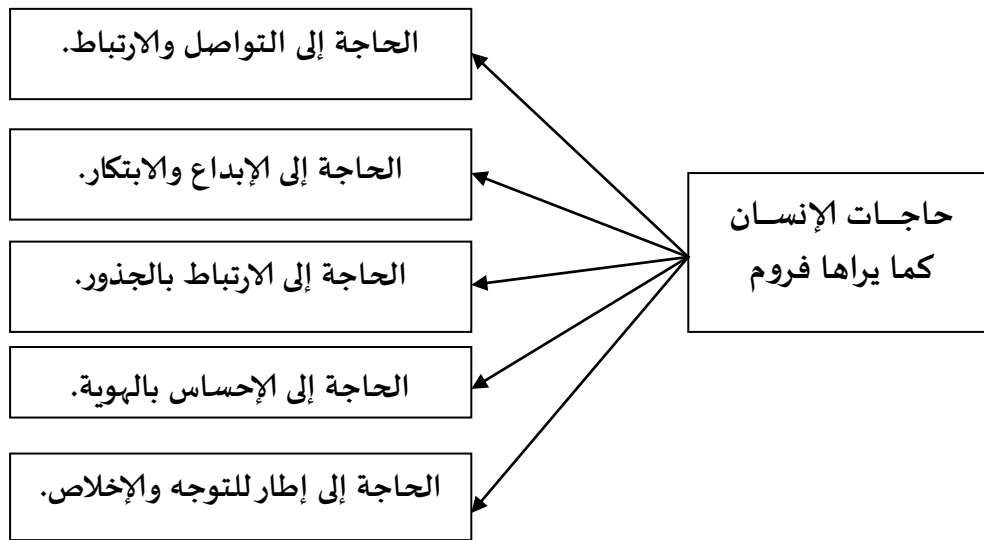 حاجات الإنسان
كما يراها فروم
الحاجة إلى التواصل والارتباط.
الحاجة إلى الإبداع والابتكار.
الحاجة إلى الارتباط بالجذور.
الحاجة إلى الإحساس بالهوية.
الحاجة إلى إطار للتوجه والإخلاص.